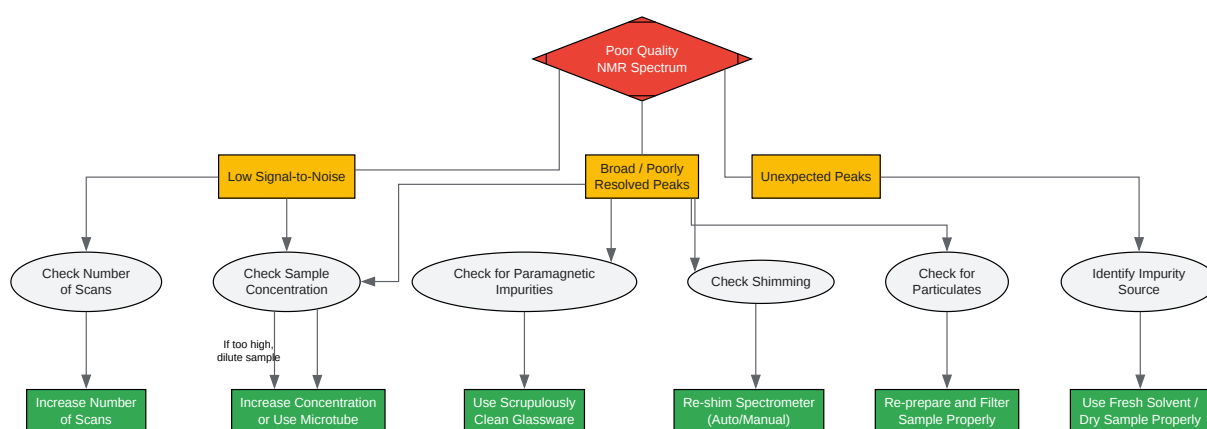 Poor Quality
NMR Spectrum
Low Signal-to-Noise
Broad / Poorly
Resolved Peaks
Unexpected Peaks
Check Number
of Scans
Check Sample
Concentration
Check for Paramagnetic
Impurities
Check Shimming
Check for
Particulates
Identify Impurity
Source
If too high,
dilute sample
Increase Number
of Scans
Increase Concentration
or Use Microtube
Use Scrupulously
Clean Glassware
Re-shim Spectrometer
(Auto/Manual)
Re-prepare and Filter
Sample Properly
Use Fresh Solvent /
Dry Sample Properly